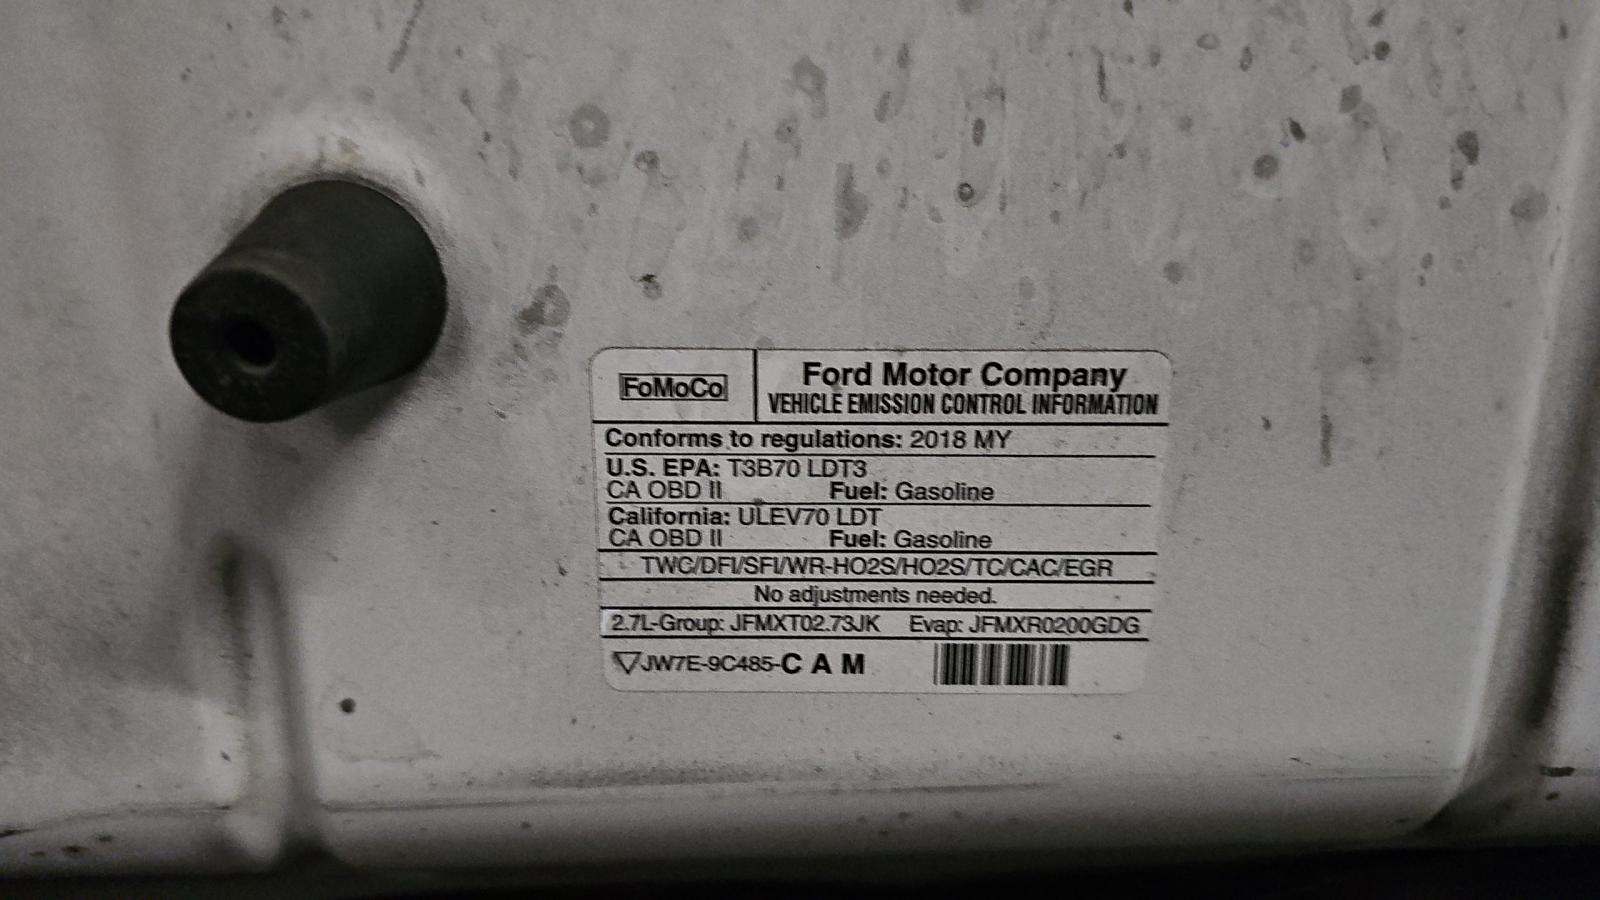 FoMoCo
Ford Motor Company
VEHICLE EMISSION CONTROL INFORMATION
Conforms to regulations: 2018 MY
U.S. EPA: T3B70 LDT3
CA OBD II Fuel: Gasoline
California: ULEV70 LDT
CA OBD II Fuel: Gasoline
TWC/DFI/SFI/WR-HO2S/HO2S/TC/CAC/EGR
No adjustments needed.
2.7L-Group: JFMXT02.73JK Evap: JFMXR0200GDG
JW7E-9C485-C A M